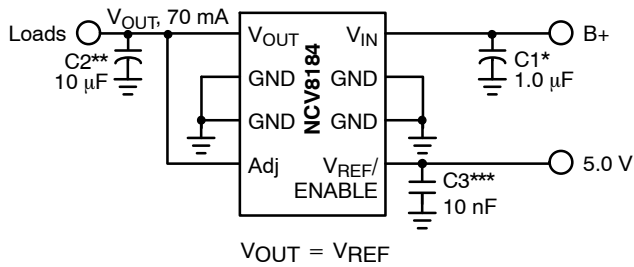 VOUT, 70 mA
Loads
C2**
10 μF
VOUT
VIN
GND
GND
GND
GND
Adj
VREF/
ENABLE
NCV8184
B+
C1*
1.0 μF
5.0 V
C3***
10 nF
VOUT = VREF